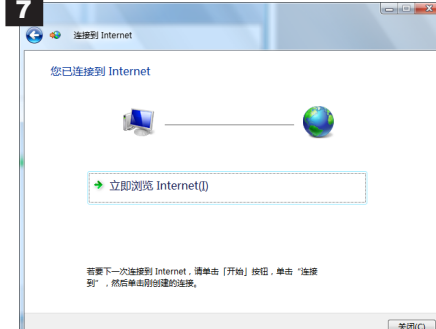 7
连接到 Internet
您已连接到 Internet
立即浏览 Internet(I)
若要下一次连接到 Internet，请单击「开始」按钮，单击“连接
到”，然后单击刚创建的连接。
关闭(C)